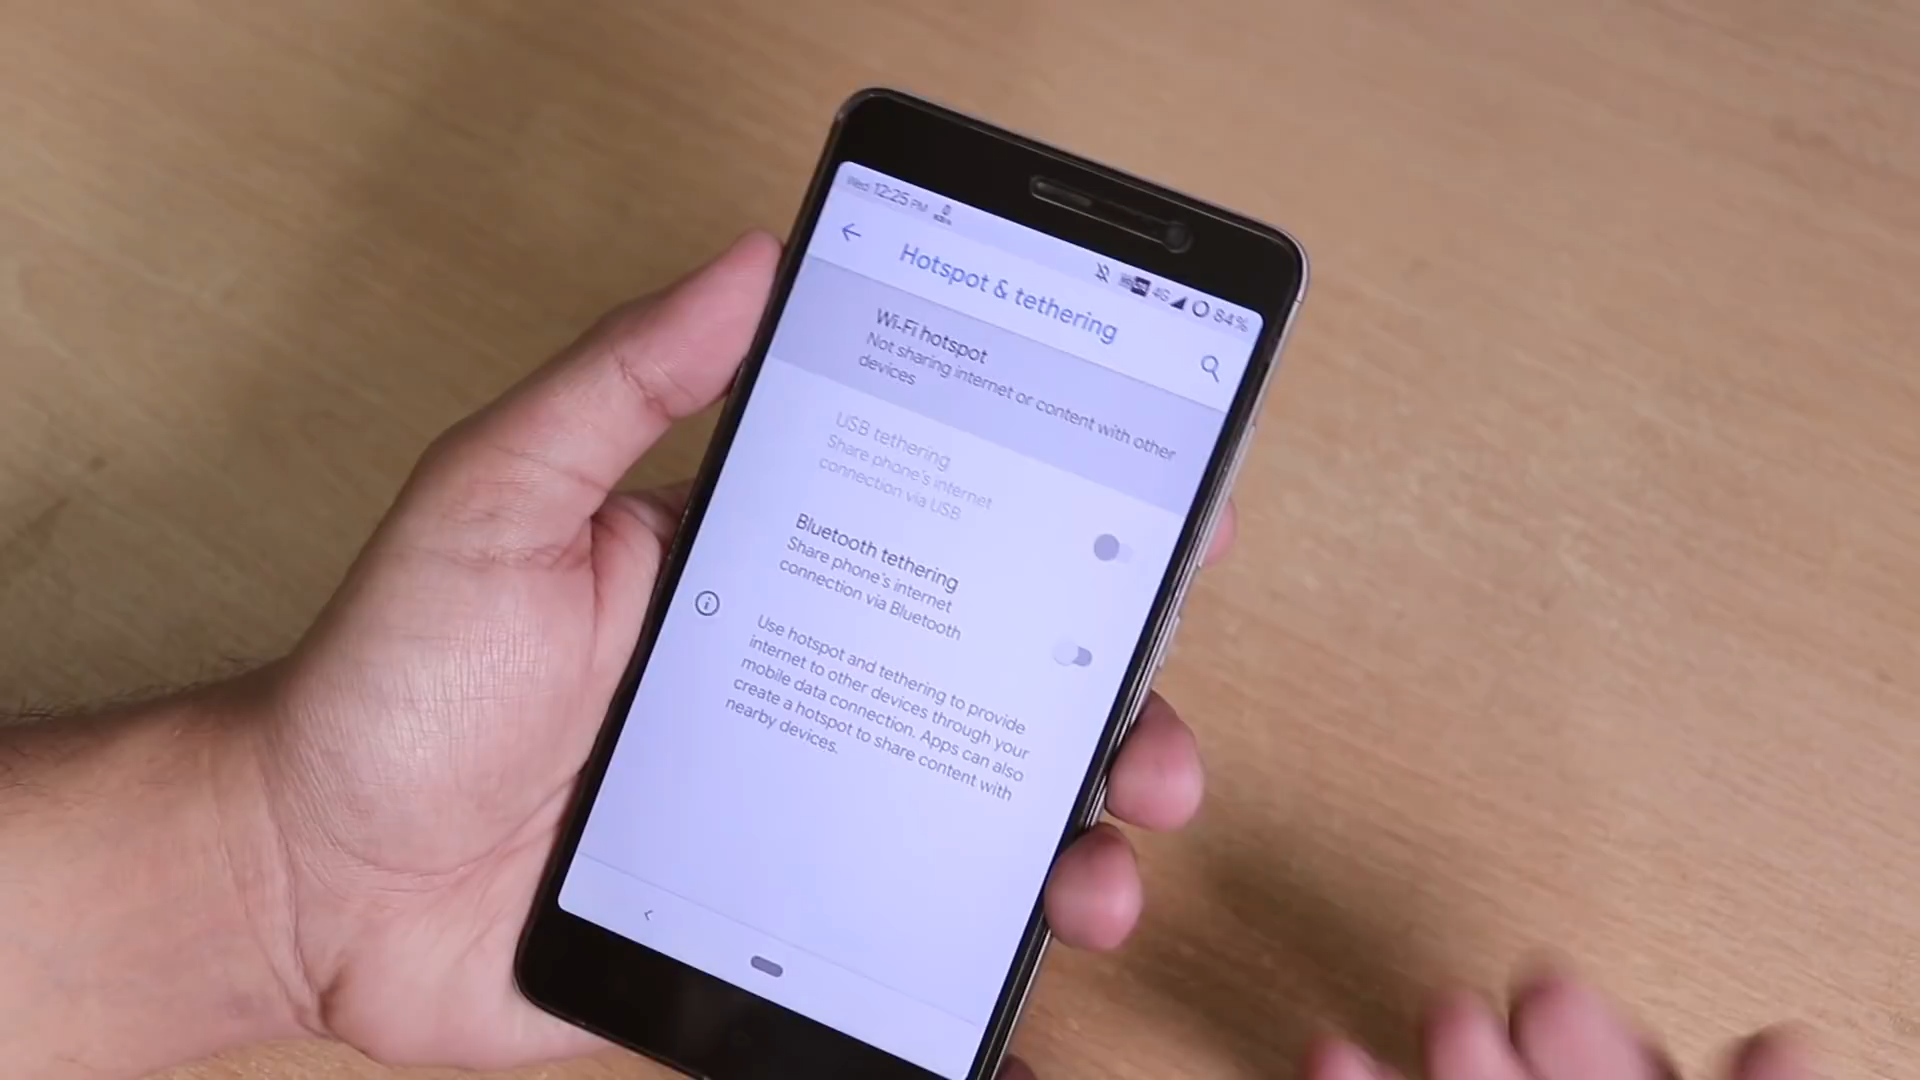 Wed 12:25 PM
4G 84%
Hotspot & tethering
Wi-Fi hotspot
Not sharing internet or content with other
devices
USB tethering
Share phone's internet
connection via USB
Bluetooth tethering
Share phone's internet
connection via Bluetooth
Use hotspot and tethering to provide
internet to other devices through your
mobile data connection. Apps can also
create a hotspot to share content with
nearby devices.